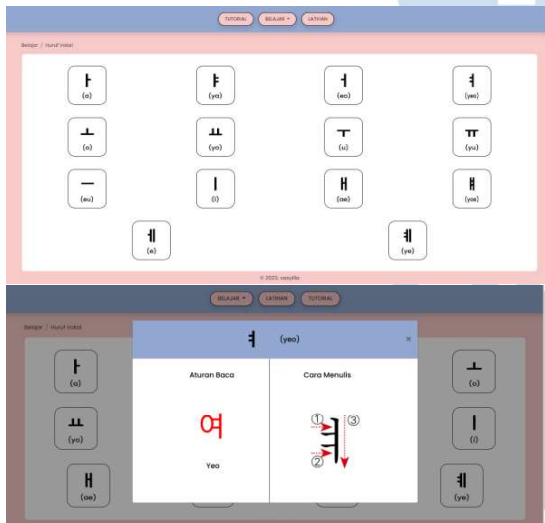 TUTORIAL BELAJAR LATIHAN
Belajar / Huruf Vokal
ㅏ ㅑ ㅓ ㅕ
(a) (ya) (eo) (yeo)
ㅗ ㅛ ㅜ ㅠ
(o) (yo) (u) (yu)
ㅡ ㅣ ㅐ ㅒ
(eu) (i) (ae) (yae)
ㅔ ㅖ
(e) (ye)
© 2023,
BELAJAR LATIHAN TUTORIAL
Belajar / Huruf Vokal
ㅕ (yeo) ×
Aturan Baca Cara Menulis
ㅏ ㅗ
(a) (o)
여 ① ③
ㅛ ㅣ
(yo) (i)
②
Yeo
ㅐ ㅖ
(ae) (ye)